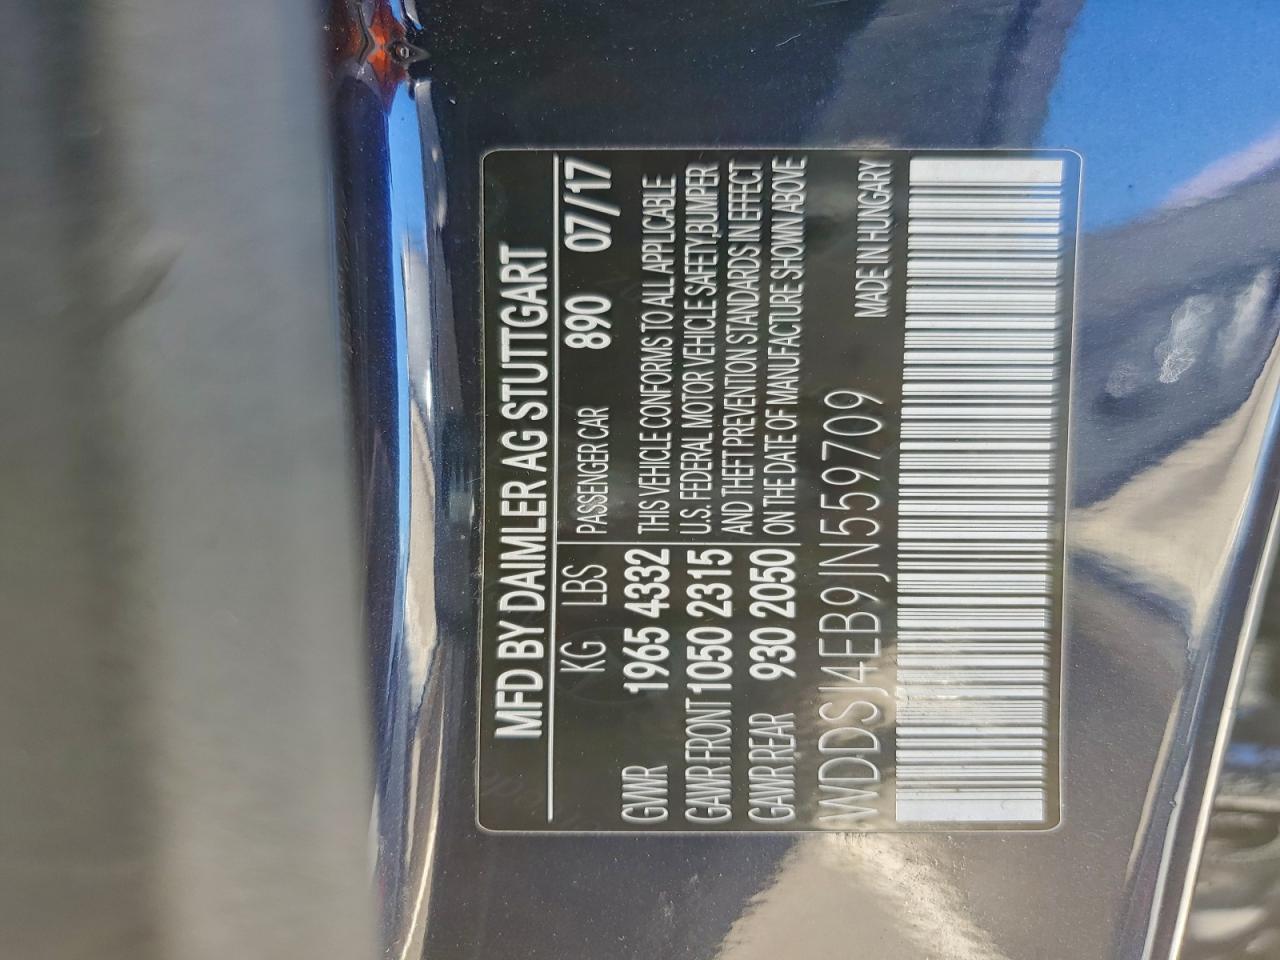 MFD BY DAIMLER AG STUTTGART
KG LBS PASSENGER CAR 890 07/17
GVWR 1965 4332 THIS VEHICLE CONFORMS TO ALL APPLICABLE
GAWR FRONT 1050 2315 U.S. FEDERAL MOTOR VEHICLE SAFETY,BUMPER
AND THEFT PREVENTION STANDARDS IN EFFECT
GAWR REAR 930 2050 ON THE DATE OF MANUFACTURE SHOWN ABOVE
WDDSJ4EB9JN559709
MADE IN HUNGARY